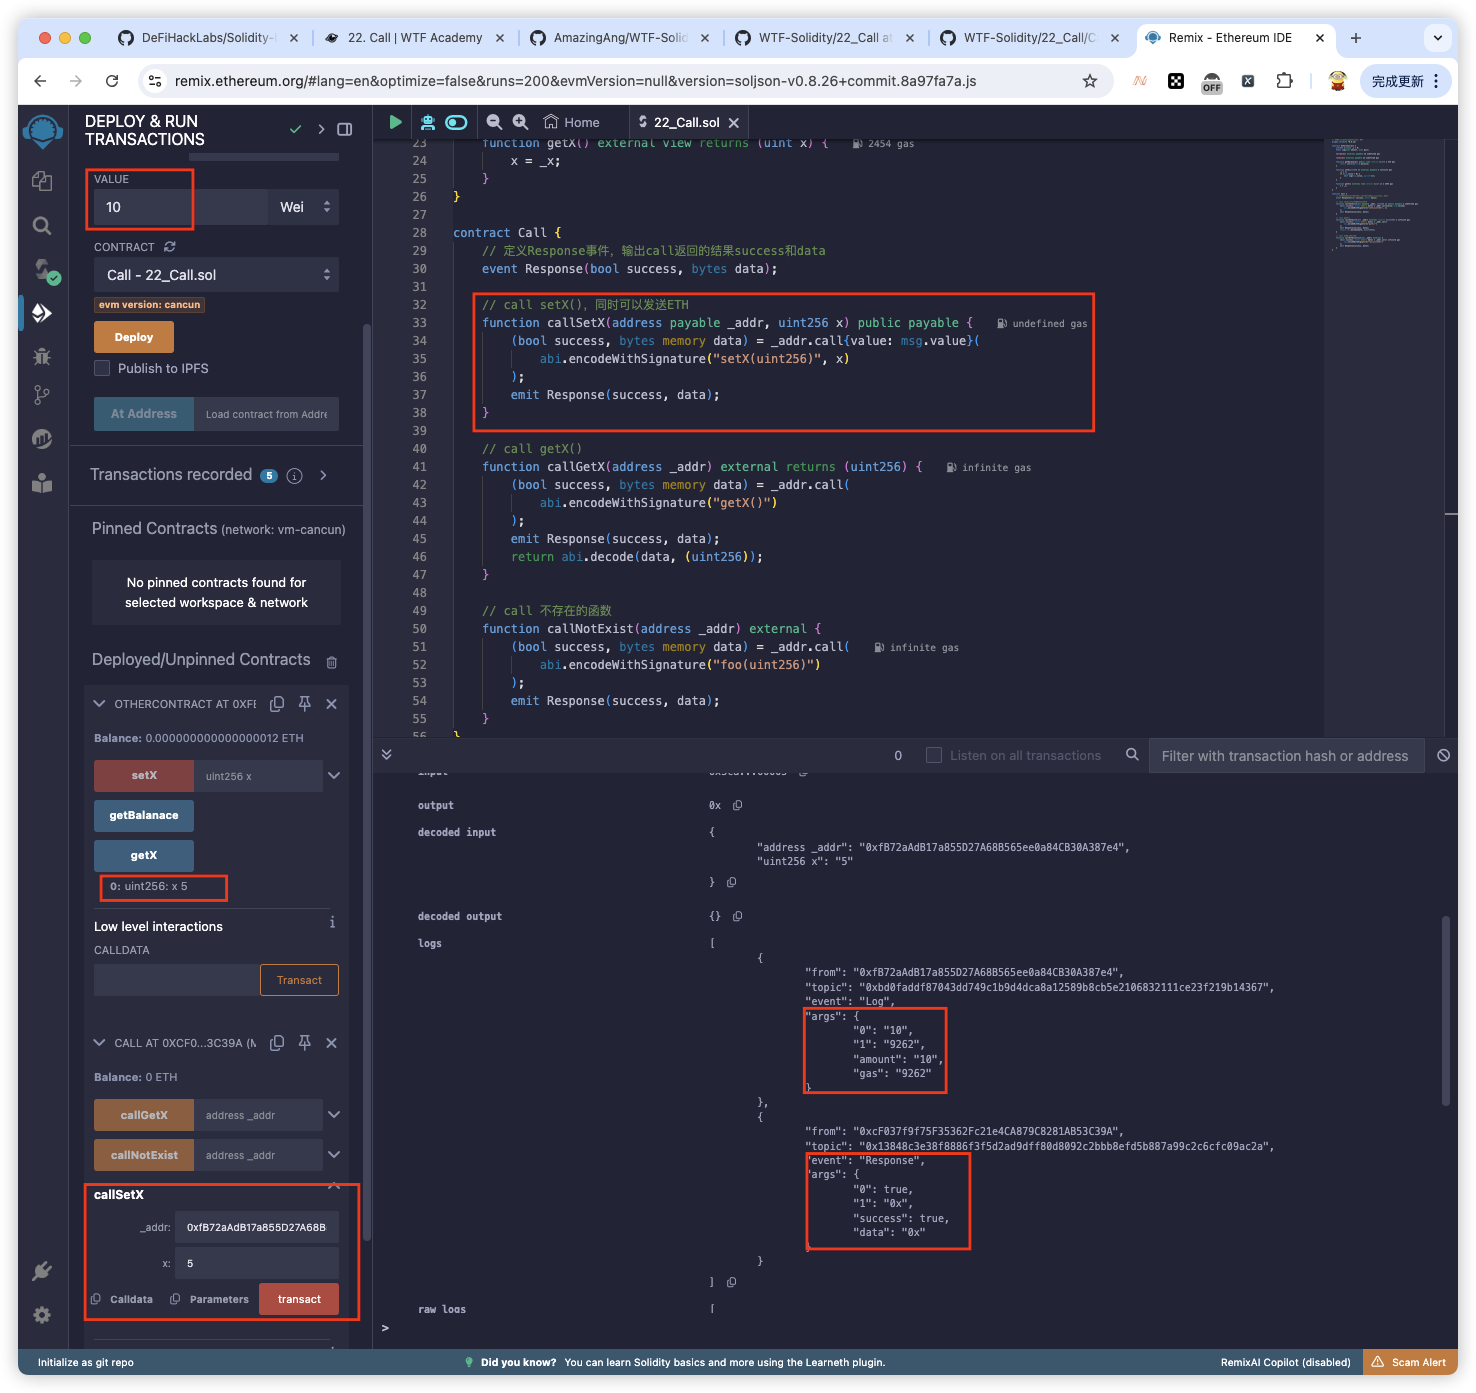 DeFiHackLabs/Solidity-
22. Call | WTF Academy
AmazingAng/WTF-Solid
WTF-Solidity/22_Call at
WTF-Solidity/22_Call/C
Remix - Ethereum IDE
remix.ethereum.org/#lang=en&optimize=false&runs=200&evmVersion=null&version=soljson-v0.8.26+commit.8a97fa7a.js
OFF
完成更新
DEPLOY & RUN
TRANSACTIONS
VALUE
10
Wei
CONTRACT
Call - 22_Call.sol
evm version: cancun
Deploy
Publish to IPFS
At Address
Load contract from Addre
Transactions recorded 5
Pinned Contracts (network: vm-cancun)
No pinned contracts found for
selected workspace & network
Deployed/Unpinned Contracts
OTHERCONTRACT AT 0XFE
Balance: 0.000000000000000012 ETH
setX
uint256 x
getBalanace
getX
0: uint256: x 5
Low level interactions
CALLDATA
Transact
CALL AT 0XCF0...3C39A (M
Balance: 0 ETH
callGetX
address _addr
callNotExist
address _addr
callSetX
_addr: 0xfB72aAdB17a855D27A68B
x: 5
Calldata
Parameters
transact
Home
22_Call.sol
23 function getX() external view returns (uint x) { 2454 gas
24 x = _x;
25 }
26 }
27
28 contract Call {
29 // 定义Response事件，输出call返回的结果success和data
30 event Response(bool success, bytes data);
31
32 // call setX()，同时可以发送ETH
33 function callSetX(address payable _addr, uint256 x) public payable { undefined gas
34 (bool success, bytes memory data) = _addr.call{value: msg.value}(
35 abi.encodeWithSignature("setX(uint256)", x)
36 );
37 emit Response(success, data);
38 }
39
40 // call getX()
41 function callGetX(address _addr) external returns (uint256) { infinite gas
42 (bool success, bytes memory data) = _addr.call(
43 abi.encodeWithSignature("getX()")
44 );
45 emit Response(success, data);
46 return abi.decode(data, (uint256));
47 }
48
49 // call 不存在的函数
50 function callNotExist(address _addr) external {
51 (bool success, bytes memory data) = _addr.call( infinite gas
52 abi.encodeWithSignature("foo(uint256)")
53 );
54 emit Response(success, data);
55 }
56 }
0
Listen on all transactions
Filter with transaction hash or address
input
output 0x
decoded input {
"address _addr": "0xfB72aAdB17a855D27A68B565ee0a84CB30A387e4",
"uint256 x": "5"
}
decoded output {}
logs [
{
"from": "0xfB72aAdB17a855D27A68B565ee0a84CB30A387e4",
"topic": "0xbd0faddf87043dd749c1b9d4dca8a12589b8cb5e2106832111ce23f219b14367",
"event": "Log",
"args": {
"0": "10",
"1": "9262",
"amount": "10",
"gas": "9262"
}
},
{
"from": "0xcF037f9f75F35362Fc21e4CA879C8281AB53C39A",
"topic": "0x13848c3e38f8886f3f5d2ad9dff80d8092c2bbb8efd5b887a99c2c6cfc09ac2a",
"event": "Response",
"args": {
"0": true,
"1": "0x",
"success": true,
"data": "0x"
}
}
]
raw logs [
>
Initialize as git repo
Did you know? You can learn Solidity basics and more using the Learneth plugin.
RemixAI Copilot (disabled)
Scam Alert